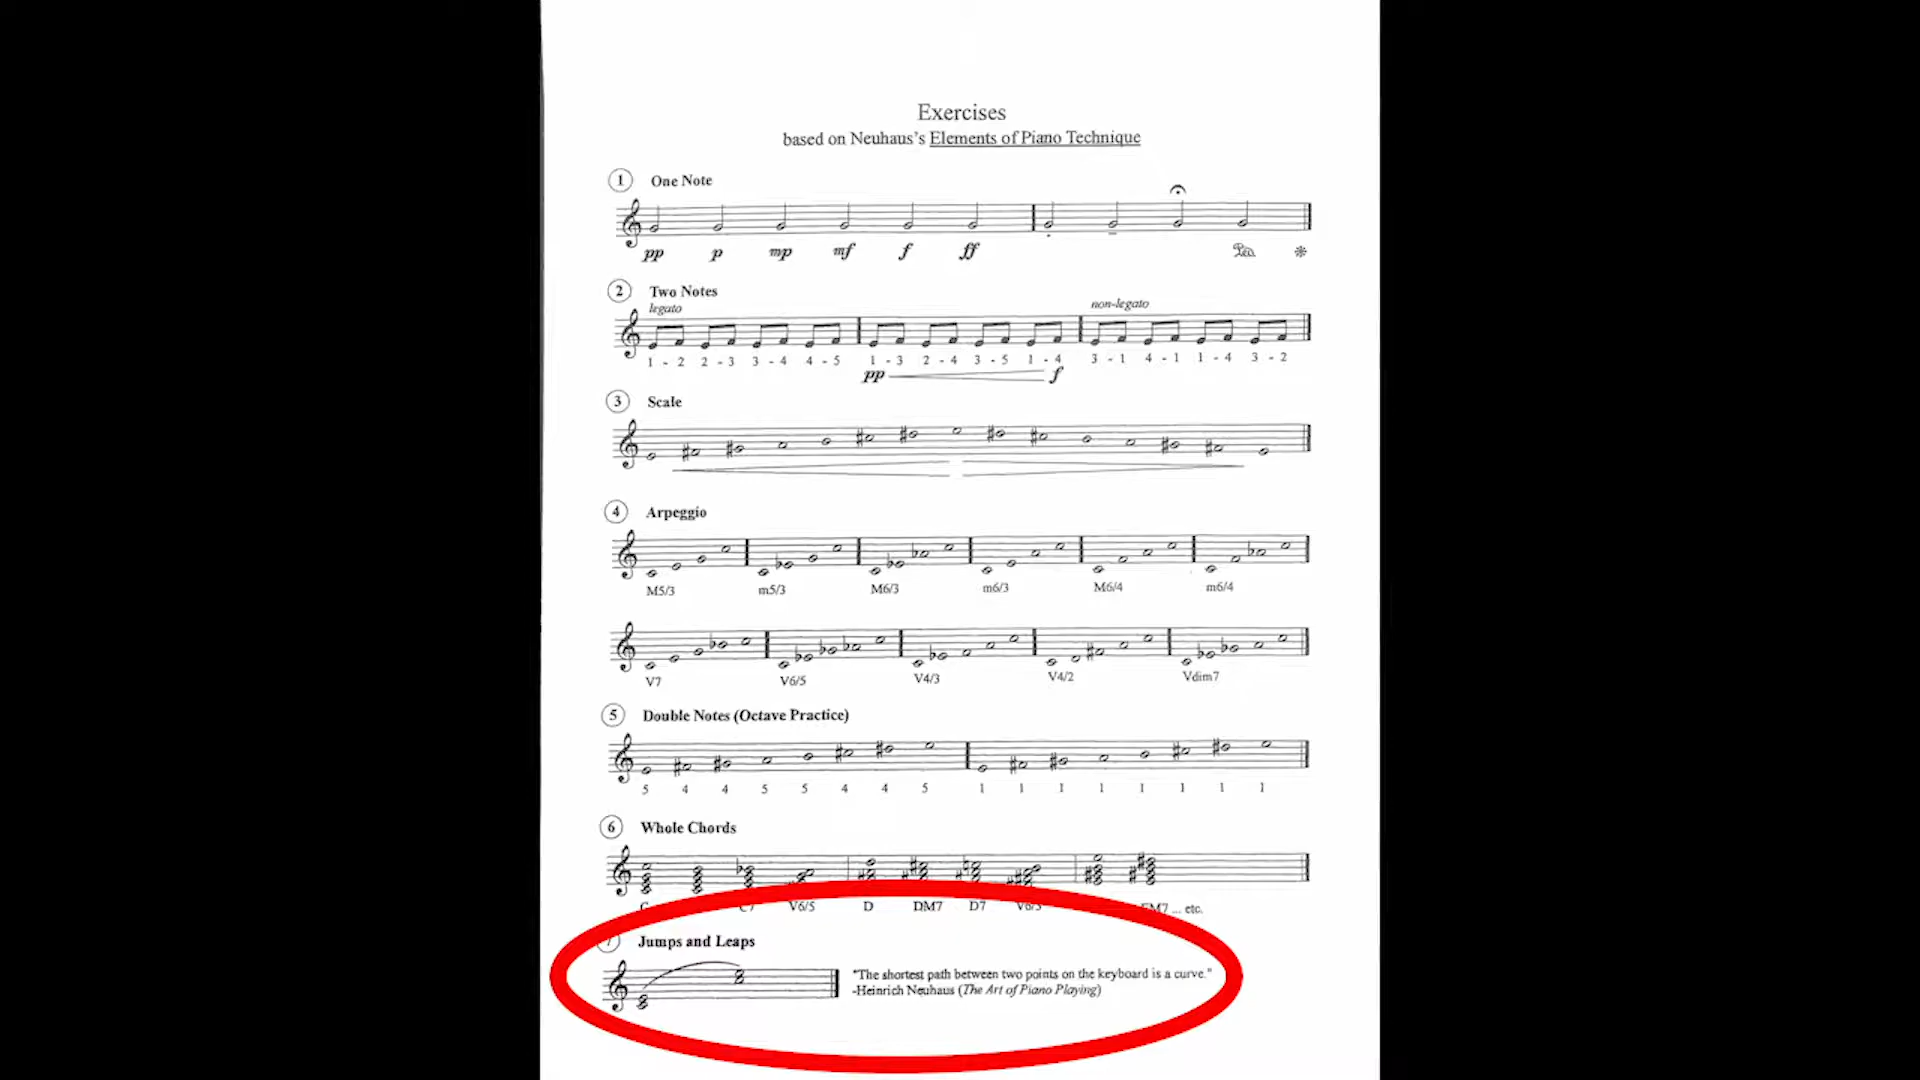 Exercises
based on Neuhaus's Elements of Piano Technique
1 One Note
pp p mp mf f ff Ped *
2 Two Notes
legato non-legato
1 - 2 2 - 3 3 - 4 4 - 5 1 - 3 2 - 4 3 - 5 1 - 4 3 - 1 4 - 1 1 - 4 3 - 2
pp f
3 Scale
4 Arpeggio
M5/3 m5/3 M6/3 m6/3 M6/4 m6/4
V7 V6/5 V4/3 V4/2 Vdim7
5 Double Notes (Octave Practice)
5 4 4 5 5 4 4 5 1 1 1 1 1 1 1 1
6 Whole Chords
V6/5 D DM7 D7 ... etc.
7 Jumps and Leaps
"The shortest path between two points on the keyboard is a curve."
-Heinrich Neuhaus (The Art of Piano Playing)